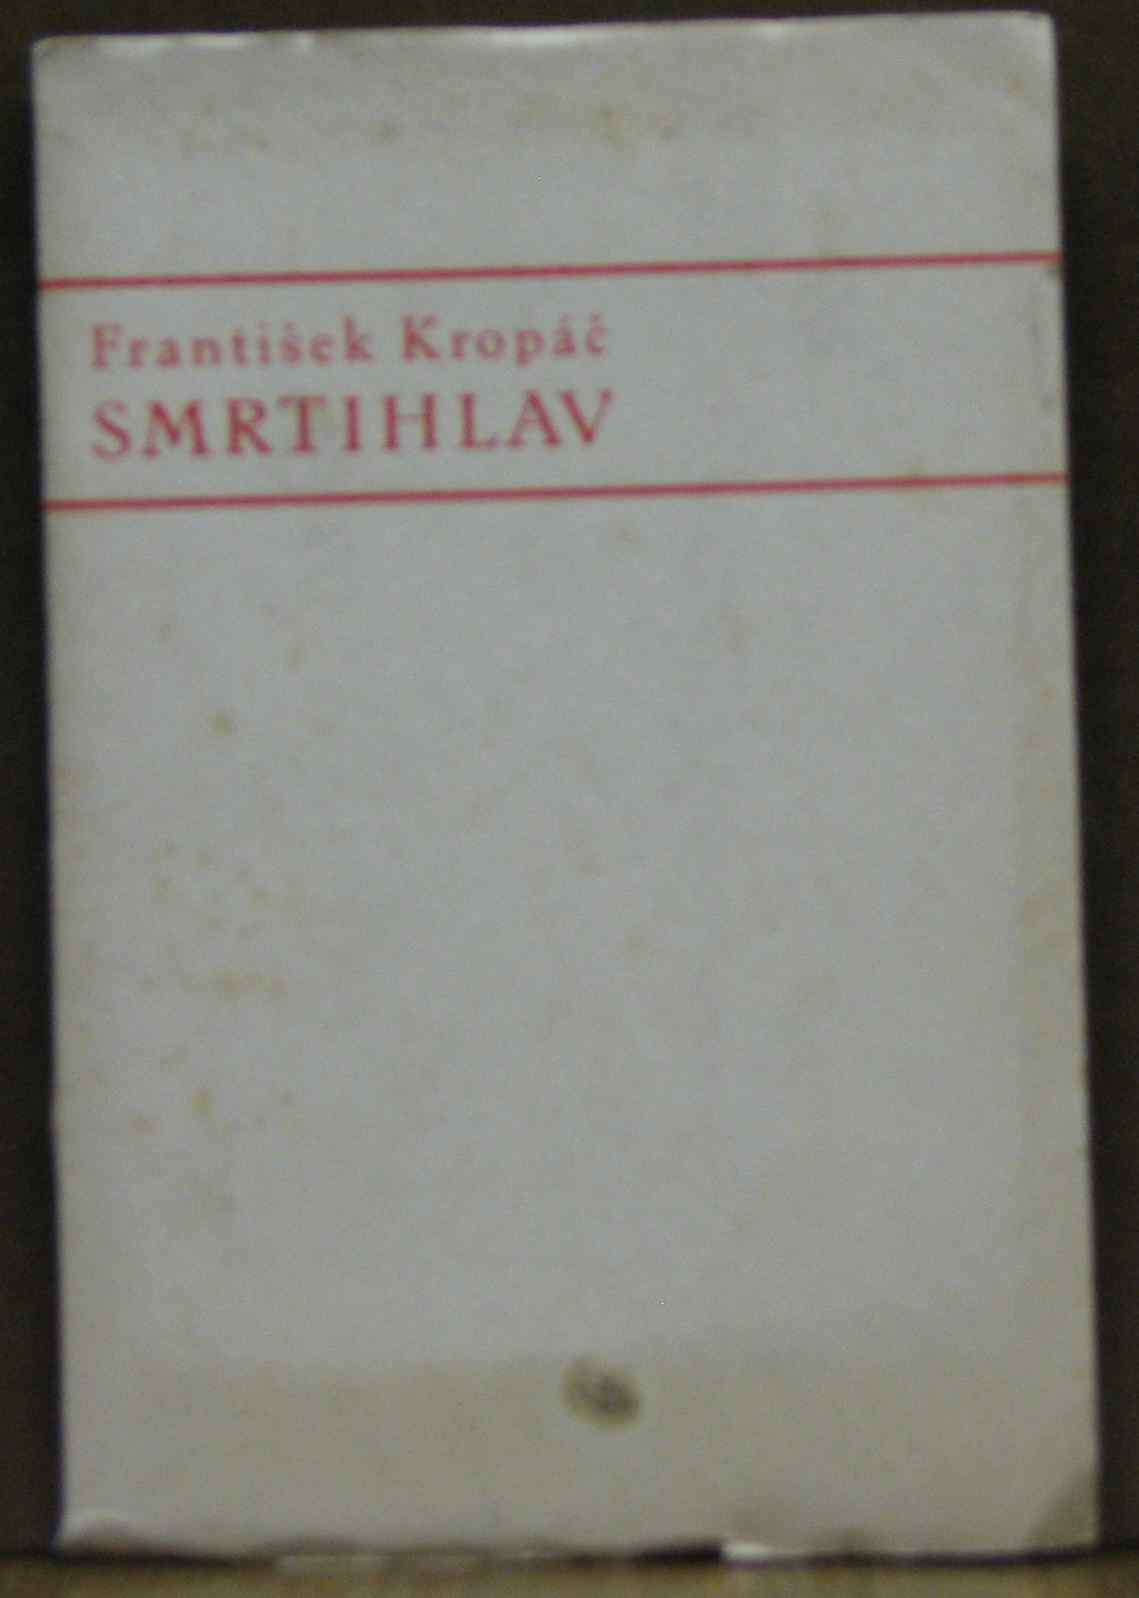 František Kropáč
SMRTIHLAV